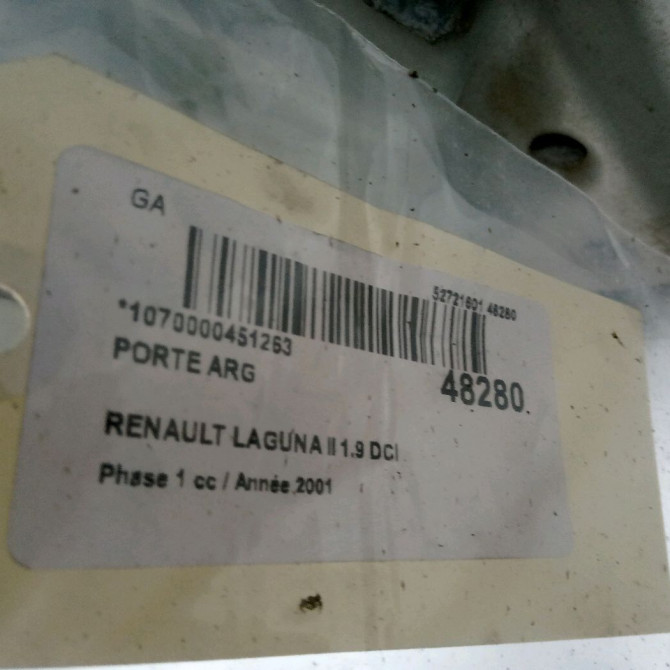 GA
52721601 48280
*1070000451263
PORTE ARG
48280.
RENAULT LAGUNA II 1.9 DCI
Phase 1 cc / Année 2001